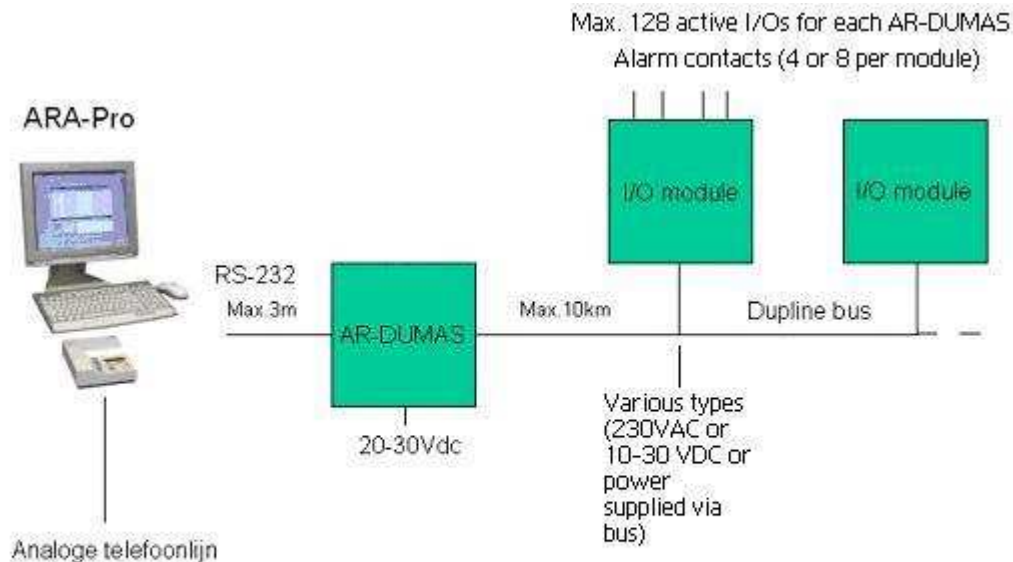 Max. 128 active I/Os for each AR-DUMAS
Alarm contacts (4 or 8 per module)
ARA-Pro
I/O module
I/O module
RS-232
Max.3m
AR-DUMAS
Max.10km
Dupline bus
20-30Vdc
Various types
(230VAC or
10-30 VDC or
power
supplied via
bus)
Analoge telefoonlijn